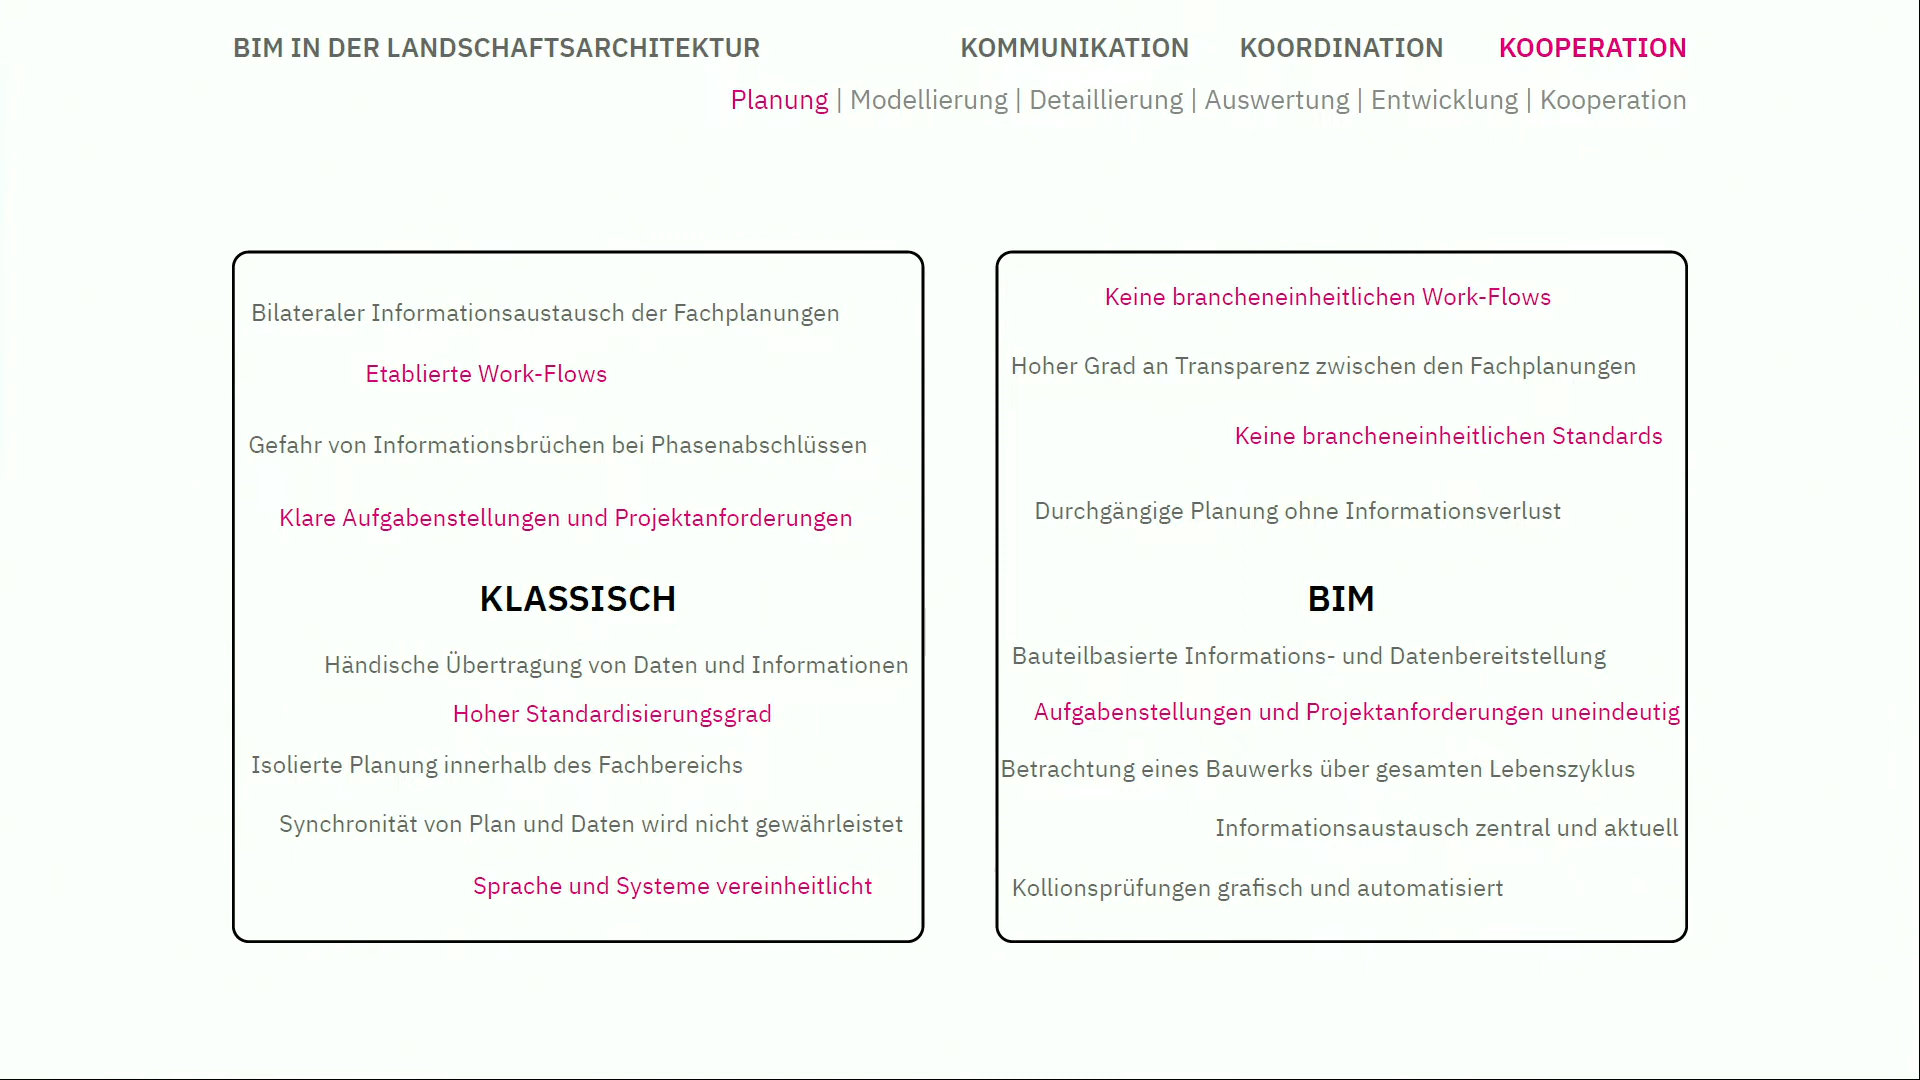 BIM IN DER LANDSCHAFTSARCHITEKTUR KOMMUNIKATION KOORDINATION KOOPERATION
Planung | Modellierung | Detaillierung | Auswertung | Entwicklung | Kooperation
Bilateraler Informationsaustausch der Fachplanungen
Etablierte Work-Flows
Gefahr von Informationsbrüchen bei Phasenabschlüssen
Klare Aufgabenstellungen und Projektanforderungen
KLASSISCH
Händische Übertragung von Daten und Informationen
Hoher Standardisierungsgrad
Isolierte Planung innerhalb des Fachbereichs
Synchronität von Plan und Daten wird nicht gewährleistet
Sprache und Systeme vereinheitlicht
Keine brancheneinheitlichen Work-Flows
Hoher Grad an Transparenz zwischen den Fachplanungen
Keine brancheneinheitlichen Standards
Durchgängige Planung ohne Informationsverlust
BIM
Bauteilbasierte Informations- und Datenbereitstellung
Aufgabenstellungen und Projektanforderungen uneindeutig
Betrachtung eines Bauwerks über gesamten Lebenszyklus
Informationsaustausch zentral und aktuell
Kollionsprüfungen grafisch und automatisiert